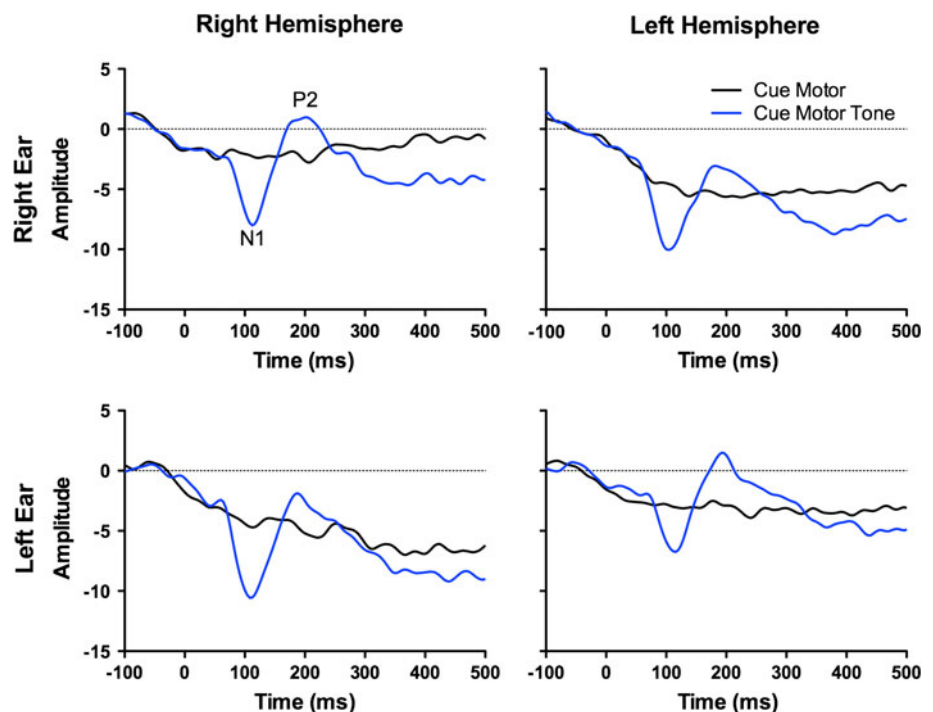 Right Hemisphere
Left Hemisphere
Right Ear
Amplitude
5
0
-5
-10
-15
P2
N1
-100 0 100 200 300 400 500
Time (ms)
Cue Motor
Cue Motor Tone
5
0
-5
-10
-15
-100 0 100 200 300 400 500
Time (ms)
Left Ear
Amplitude
5
0
-5
-10
-15
-100 0 100 200 300 400 500
Time (ms)
5
0
-5
-10
-15
-100 0 100 200 300 400 500
Time (ms)